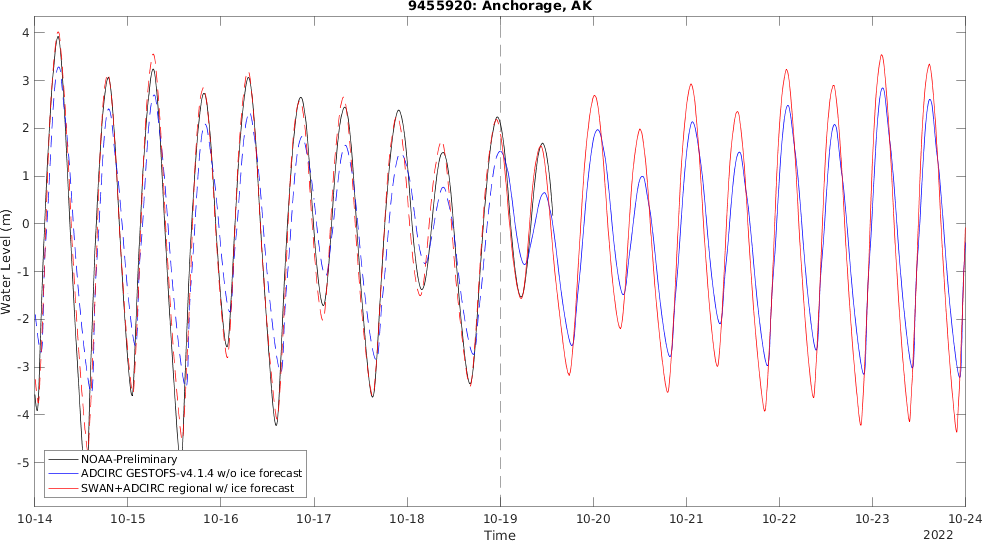 9455920: Anchorage, AK
4
3
2
1
0
-1
-2
-3
-4
-5
Water Level (m)
NOAA-Preliminary
ADCIRC GESTOFS-v4.1.4 w/o ice forecast
SWAN+ADCIRC regional w/ ice forecast
10-14 10-15 10-16 10-17 10-18 10-19 10-20 10-21 10-22 10-23 10-24
Time
2022